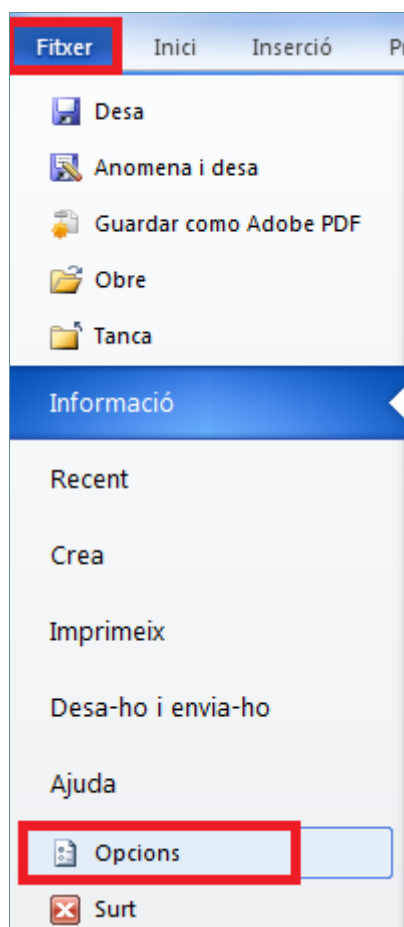 Fitxer Inici Inserció
Desa
Anomena i desa
Guardar como Adobe PDF
Obre
Tanca
Informació
Recent
Crea
Imprimeix
Desa-ho i envia-ho
Ajuda
Opcions
Surt